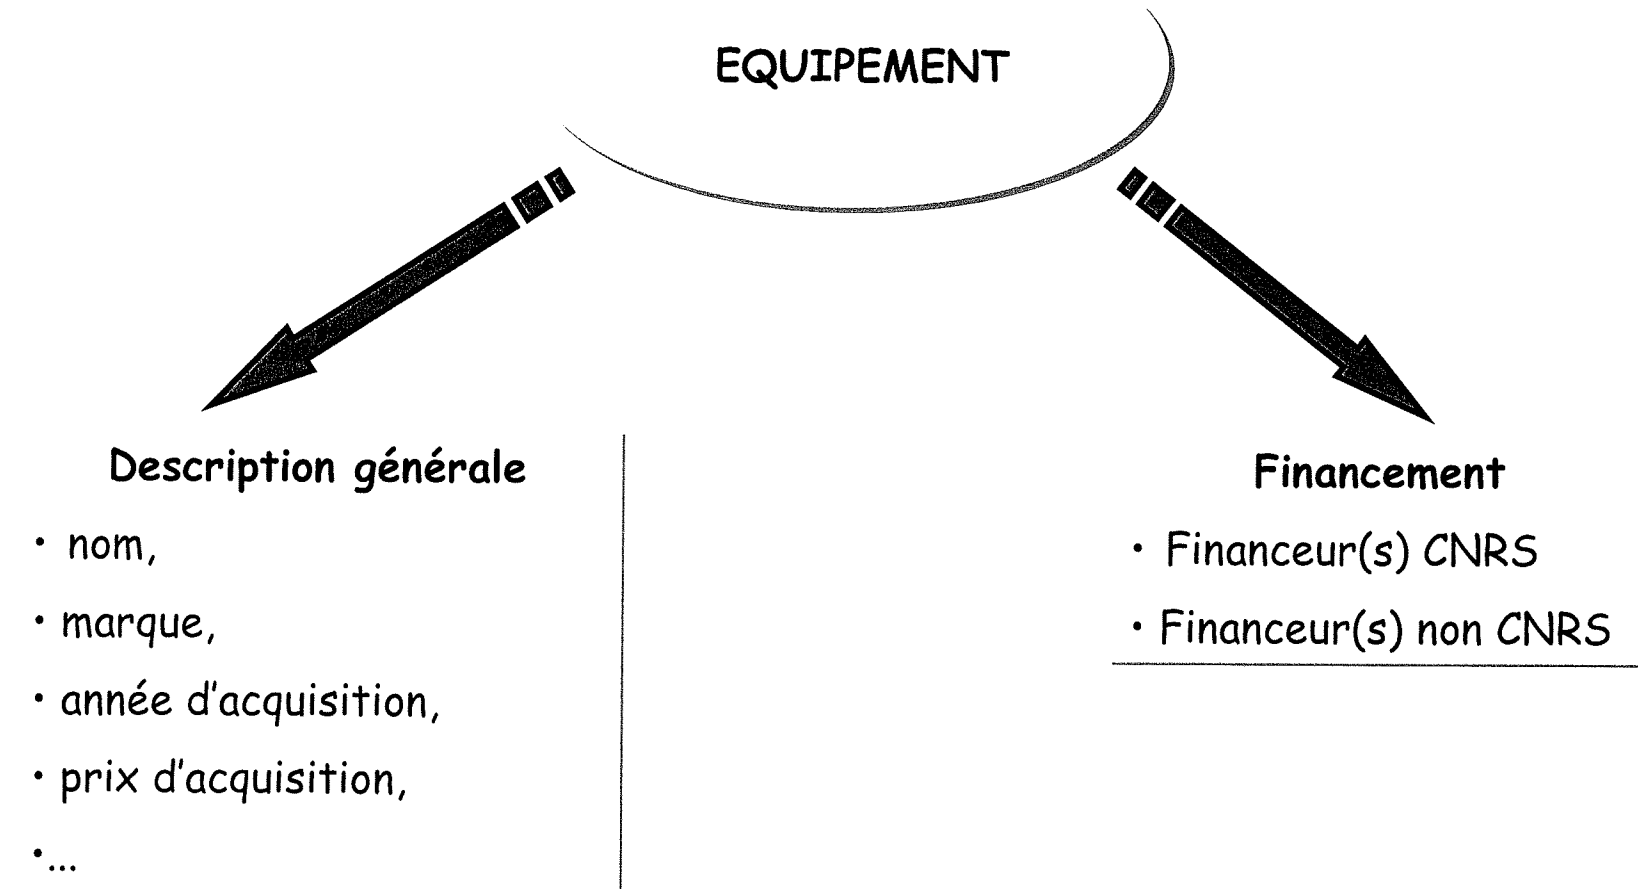 EQUIPEMENT
Description générale
• nom,
• marque,
• année d'acquisition,
• prix d'acquisition,
•...
Financement
• Financeur(s) CNRS
• Financeur(s) non CNRS